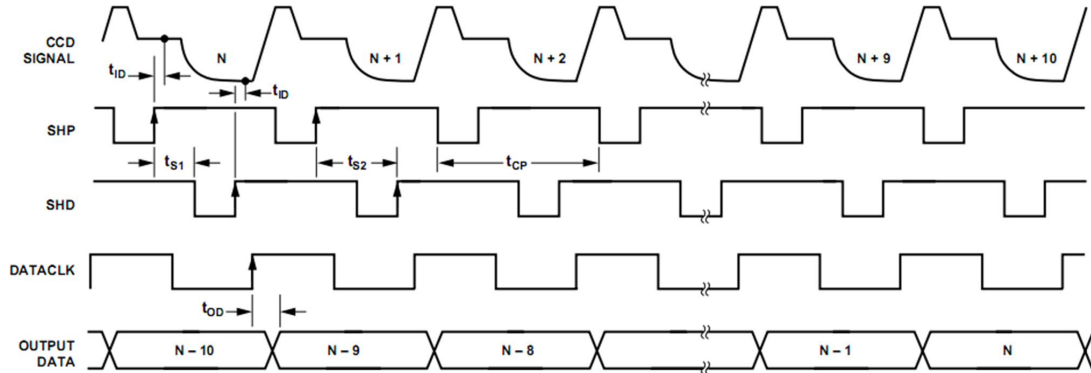 CCD
SIGNAL
N
N + 1
N + 2
N + 9
N + 10
tID
tID
SHP
tS1
tS2
tCP
SHD
DATACLK
tOD
OUTPUT
DATA
N – 10
N – 9
N – 8
N – 1
N